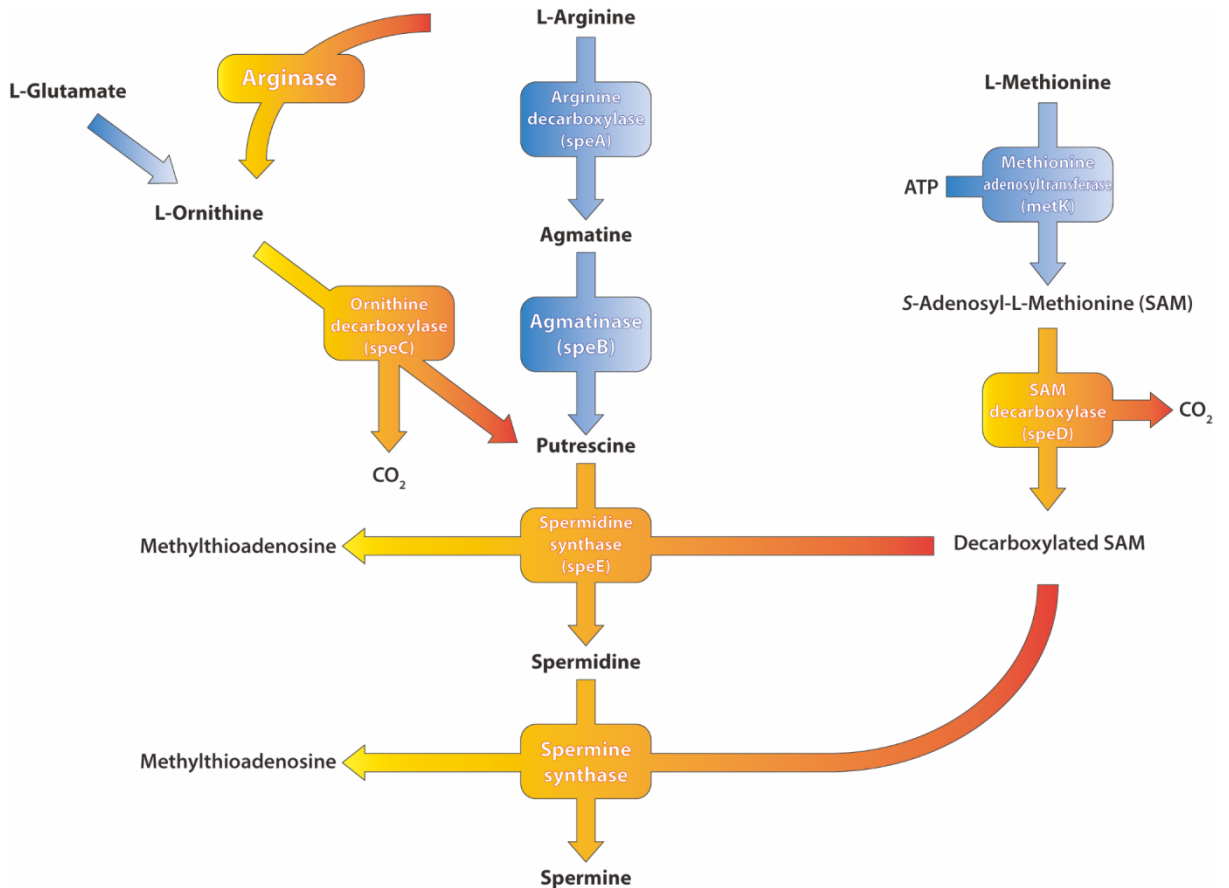 L-Arginine
Arginase
L-Glutamate
Arginine
decarboxylase
(speA)
L-Methionine
Methionine
adenosyltransferase
(metK)
ATP
L-Ornithine
Agmatine
S-Adenosyl-L-Methionine (SAM)
Ornithine
decarboxylase
(speC)
Agmatinase
(speB)
SAM
decarboxylase
(speD)
CO₂
Putrescine
CO₂
Methylthioadenosine
Spermidine
synthase
(speE)
Decarboxylated SAM
Spermidine
Methylthioadenosine
Spermine
synthase
Spermine